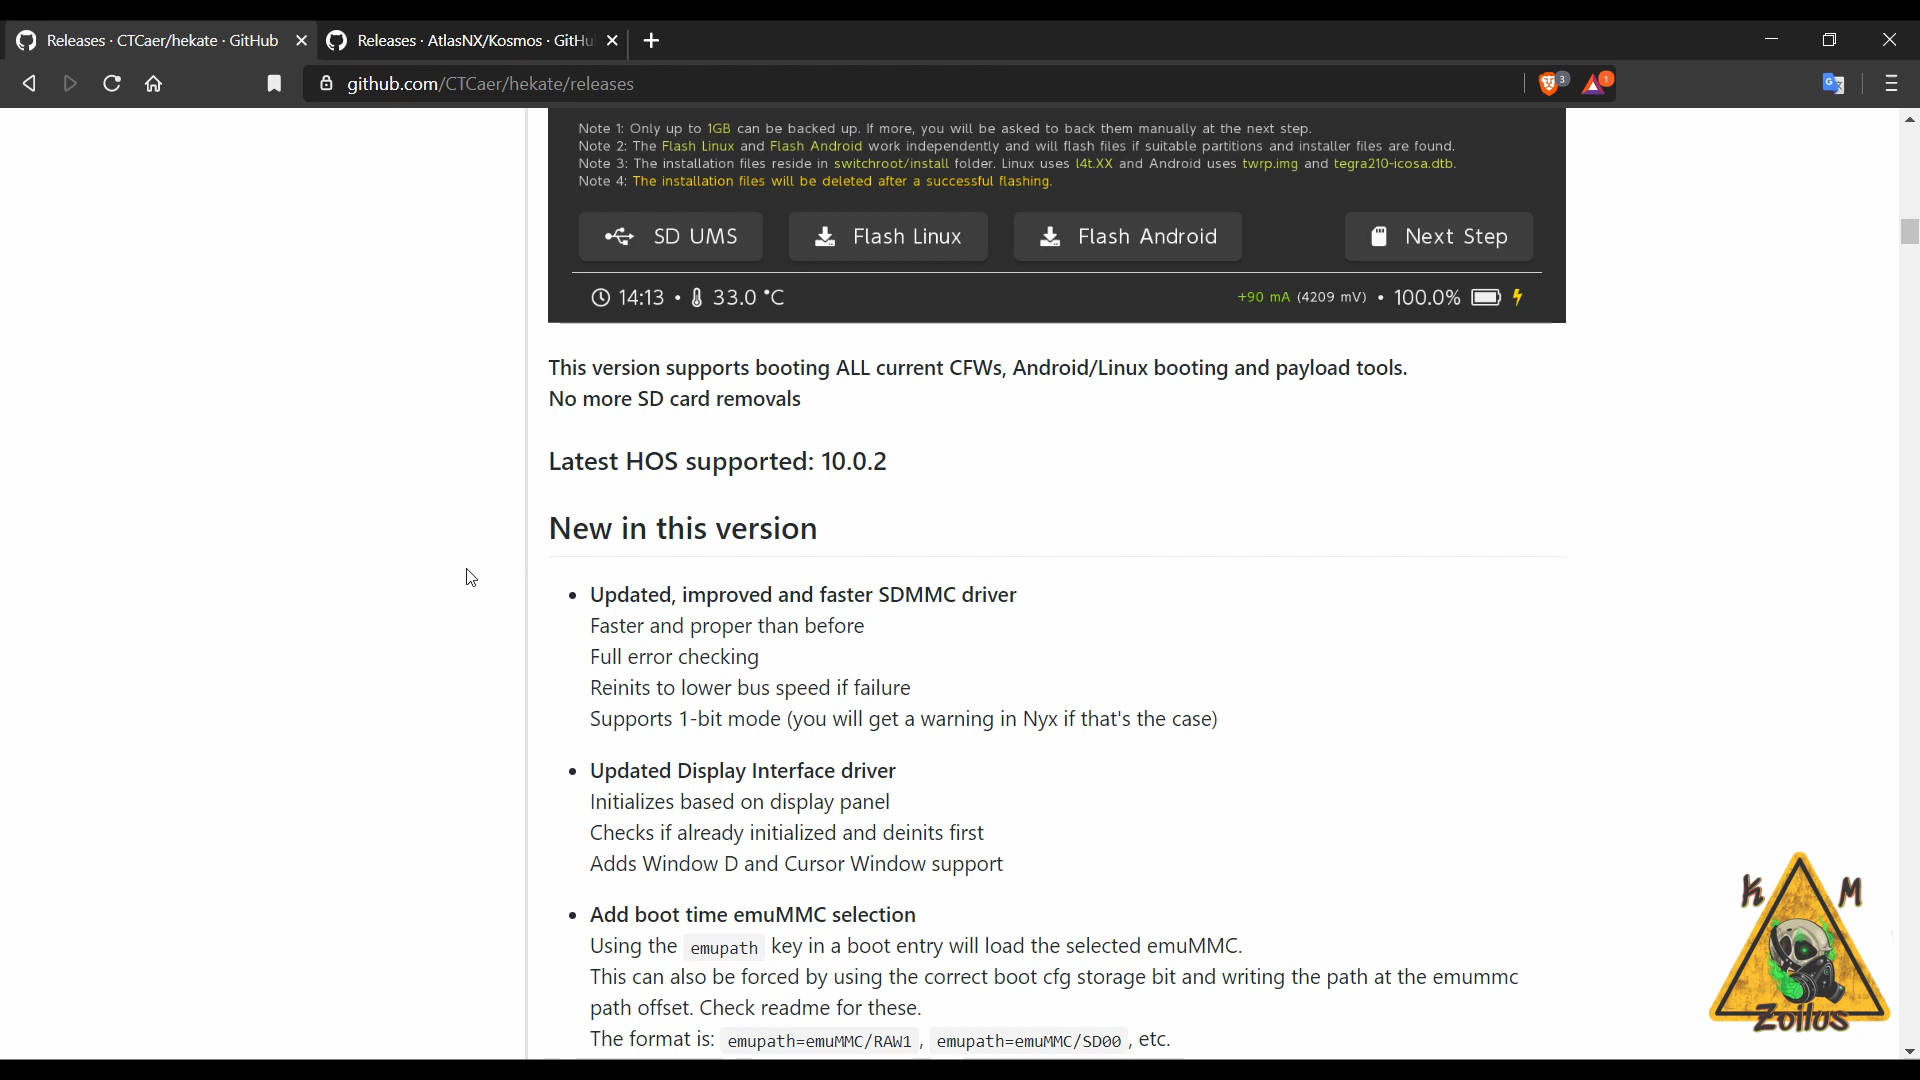 Releases · CTCaer/hekate · GitHub
Releases · AtlasNX/Kosmos · GitHu
github.com/CTCaer/hekate/releases
3
1
Note 1: Only up to 1GB can be backed up. If more, you will be asked to back them manually at the next step.
Note 2: The Flash Linux and Flash Android work independently and will flash files if suitable partitions and installer files are found.
Note 3: The installation files reside in switchroot/install folder. Linux uses l4t.XX and Android uses twrp.img and tegra210-icosa.dtb.
Note 4: The installation files will be deleted after a successful flashing.
SD UMS Flash Linux Flash Android Next Step
14:13 • 33.0 °C +90 mA (4209 mV) • 100.0%
This version supports booting ALL current CFWs, Android/Linux booting and payload tools.
No more SD card removals
Latest HOS supported: 10.0.2
New in this version
• Updated, improved and faster SDMMC driver
Faster and proper than before
Full error checking
Reinits to lower bus speed if failure
Supports 1-bit mode (you will get a warning in Nyx if that's the case)
• Updated Display Interface driver
Initializes based on display panel
Checks if already initialized and deinits first
Adds Window D and Cursor Window support
• Add boot time emuMMC selection
Using the emupath key in a boot entry will load the selected emuMMC.
This can also be forced by using the correct boot cfg storage bit and writing the path at the emummc
path offset. Check readme for these.
The format is: emupath=emuMMC/RAW1 , emupath=emuMMC/SD00 , etc.
K M
Zoilus